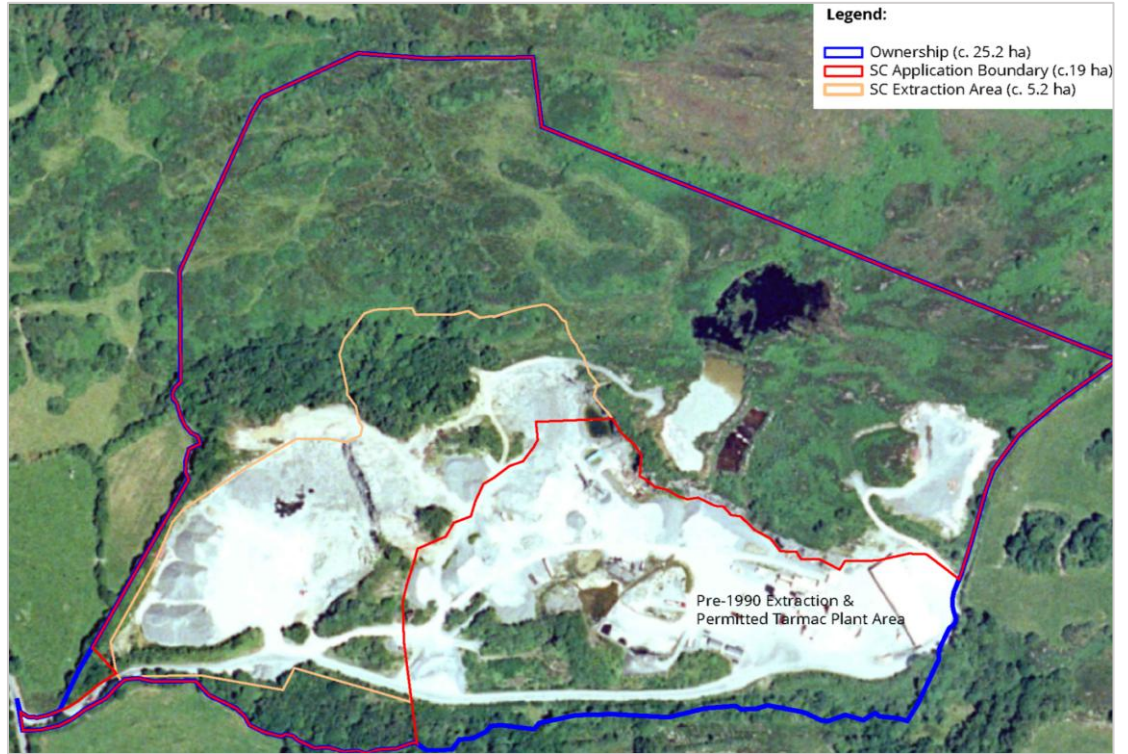 Legend:
Ownership (c. 25.2 ha)
SC Application Boundary (c.19 ha)
SC Extraction Area (c. 5.2 ha)
Pre-1990 Extraction &
Permitted Tarmac Plant Area